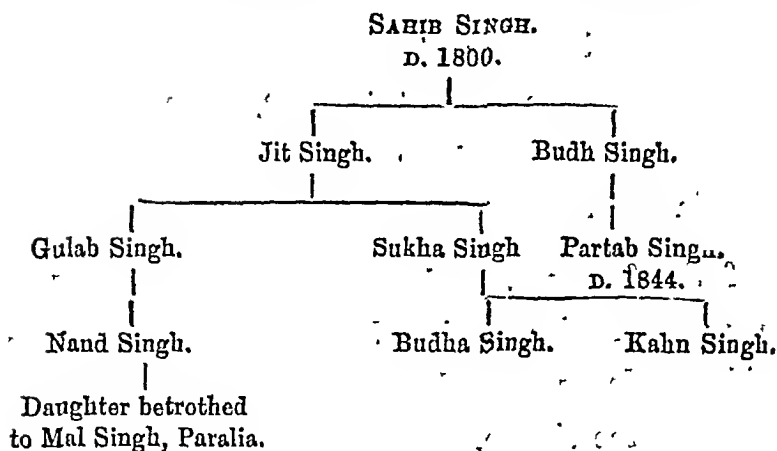 SAHIB SINGH.
D. 1800.
Jit Singh. Budh Singh.
Gulab Singh. Sukha Singh Partab
D. 1844.
Nand Singh. Budha Singh. Kahn Singh.
Daughter betrothed
to Mal Singh, Paralia.